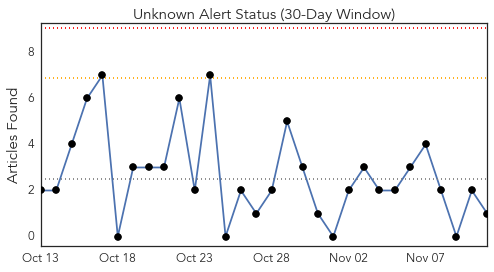 Unknown Alert Status (30-Day Window)
Articles Found
8
6
4
2
0
Oct 13 Oct 18 Oct 23 Oct 28 Nov 02 Nov 07